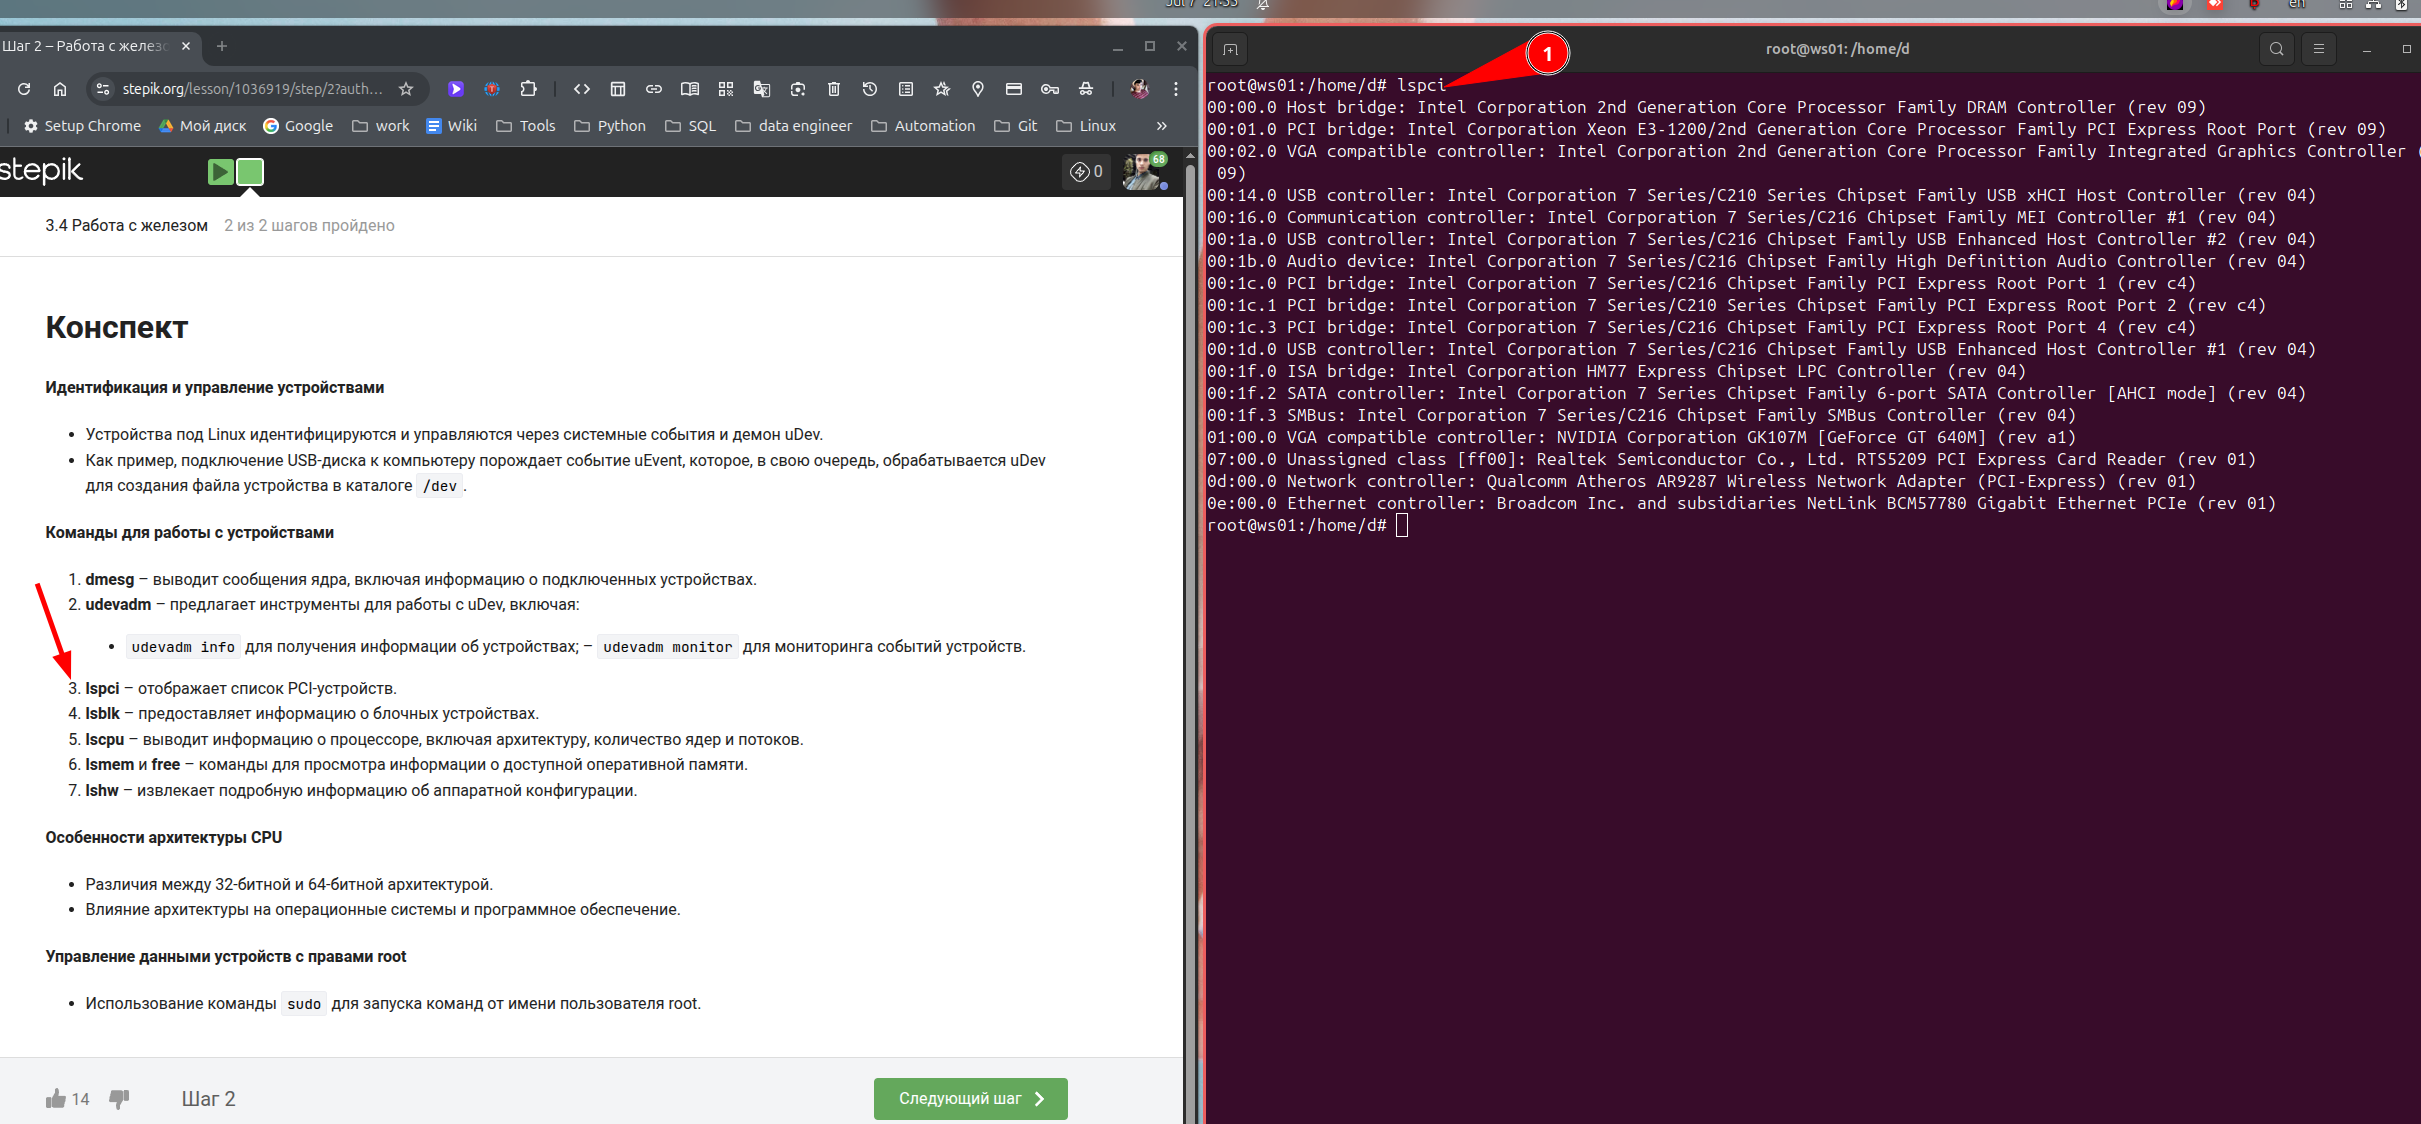 Jul 7 21:55
en
Шаг 2 – Работа с железо
stepik.org/lesson/1036919/step/2?auth...
Setup Chrome
Мой диск
Google
work
Wiki
Tools
Python
SQL
data engineer
Automation
Git
Linux
»
stepik
0
68
3.4 Работа с железом 2 из 2 шагов пройдено
Конспект
Идентификация и управление устройствами
• Устройства под Linux идентифицируются и управляются через системные события и демон uDev.
• Как пример, подключение USB-диска к компьютеру порождает событие uEvent, которое, в свою очередь, обрабатывается uDev
для создания файла устройства в каталоге /dev.
Команды для работы с устройствами
1. dmesg – выводит сообщения ядра, включая информацию о подключенных устройствах.
2. udevadm – предлагает инструменты для работы с uDev, включая:
• udevadm info для получения информации об устройствах; – udevadm monitor для мониторинга событий устройств.
3. lspci – отображает список PCI-устройств.
4. lsblk – предоставляет информацию о блочных устройствах.
5. lscpu – выводит информацию о процессоре, включая архитектуру, количество ядер и потоков.
6. lsmem и free – команды для просмотра информации о доступной оперативной памяти.
7. lshw – извлекает подробную информацию об аппаратной конфигурации.
Особенности архитектуры CPU
• Различия между 32-битной и 64-битной архитектурой.
• Влияние архитектуры на операционные системы и программное обеспечение.
Управление данными устройств с правами root
• Использование команды sudo для запуска команд от имени пользователя root.
14
Шаг 2
Следующий шаг
root@ws01: /home/d
1
root@ws01:/home/d# lspci
00:00.0 Host bridge: Intel Corporation 2nd Generation Core Processor Family DRAM Controller (rev 09)
00:01.0 PCI bridge: Intel Corporation Xeon E3-1200/2nd Generation Core Processor Family PCI Express Root Port (rev 09)
00:02.0 VGA compatible controller: Intel Corporation 2nd Generation Core Processor Family Integrated Graphics Controller (
09)
00:14.0 USB controller: Intel Corporation 7 Series/C210 Series Chipset Family USB xHCI Host Controller (rev 04)
00:16.0 Communication controller: Intel Corporation 7 Series/C216 Chipset Family MEI Controller #1 (rev 04)
00:1a.0 USB controller: Intel Corporation 7 Series/C216 Chipset Family USB Enhanced Host Controller #2 (rev 04)
00:1b.0 Audio device: Intel Corporation 7 Series/C216 Chipset Family High Definition Audio Controller (rev 04)
00:1c.0 PCI bridge: Intel Corporation 7 Series/C216 Chipset Family PCI Express Root Port 1 (rev c4)
00:1c.1 PCI bridge: Intel Corporation 7 Series/C210 Series Chipset Family PCI Express Root Port 2 (rev c4)
00:1c.3 PCI bridge: Intel Corporation 7 Series/C216 Chipset Family PCI Express Root Port 4 (rev c4)
00:1d.0 USB controller: Intel Corporation 7 Series/C216 Chipset Family USB Enhanced Host Controller #1 (rev 04)
00:1f.0 ISA bridge: Intel Corporation HM77 Express Chipset LPC Controller (rev 04)
00:1f.2 SATA controller: Intel Corporation 7 Series Chipset Family 6-port SATA Controller [AHCI mode] (rev 04)
00:1f.3 SMBus: Intel Corporation 7 Series/C216 Chipset Family SMBus Controller (rev 04)
01:00.0 VGA compatible controller: NVIDIA Corporation GK107M [GeForce GT 640M] (rev a1)
07:00.0 Unassigned class [ff00]: Realtek Semiconductor Co., Ltd. RTS5209 PCI Express Card Reader (rev 01)
0d:00.0 Network controller: Qualcomm Atheros AR9287 Wireless Network Adapter (PCI-Express) (rev 01)
0e:00.0 Ethernet controller: Broadcom Inc. and subsidiaries NetLink BCM57780 Gigabit Ethernet PCIe (rev 01)
root@ws01:/home/d#